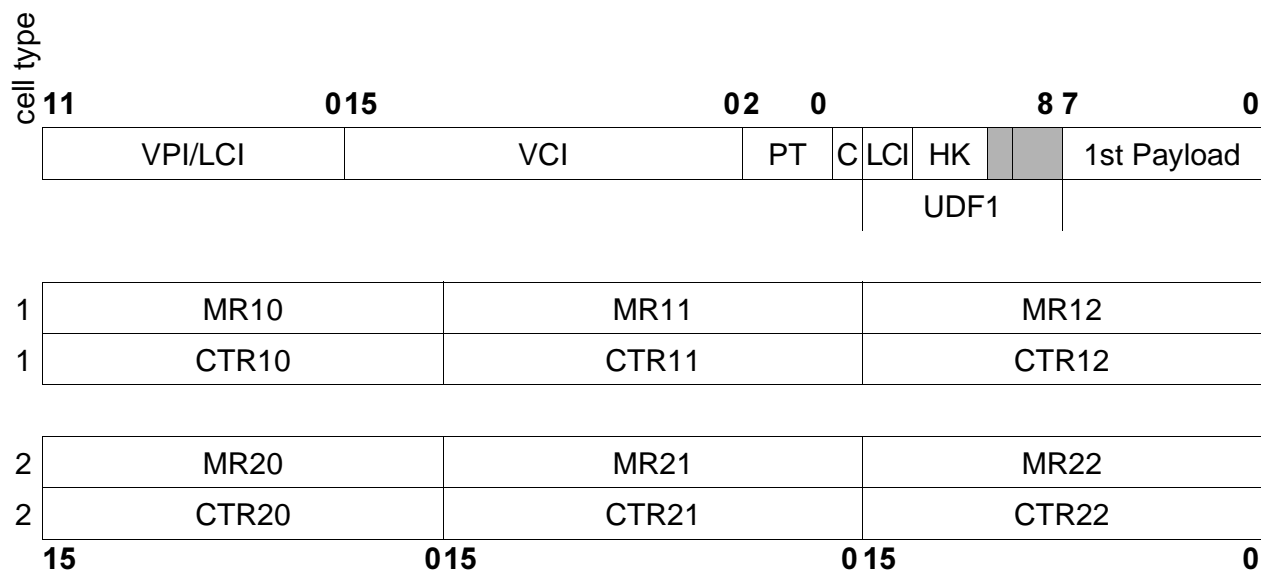 cell type
11 0 15 0 2 0 8 7 0
VPI/LCI VCI PT C LCI HK 1st Payload
UDF1
1 MR10 MR11 MR12
1 CTR10 CTR11 CTR12
2 MR20 MR21 MR22
2 CTR20 CTR21 CTR22
15 0 15 0 15 0